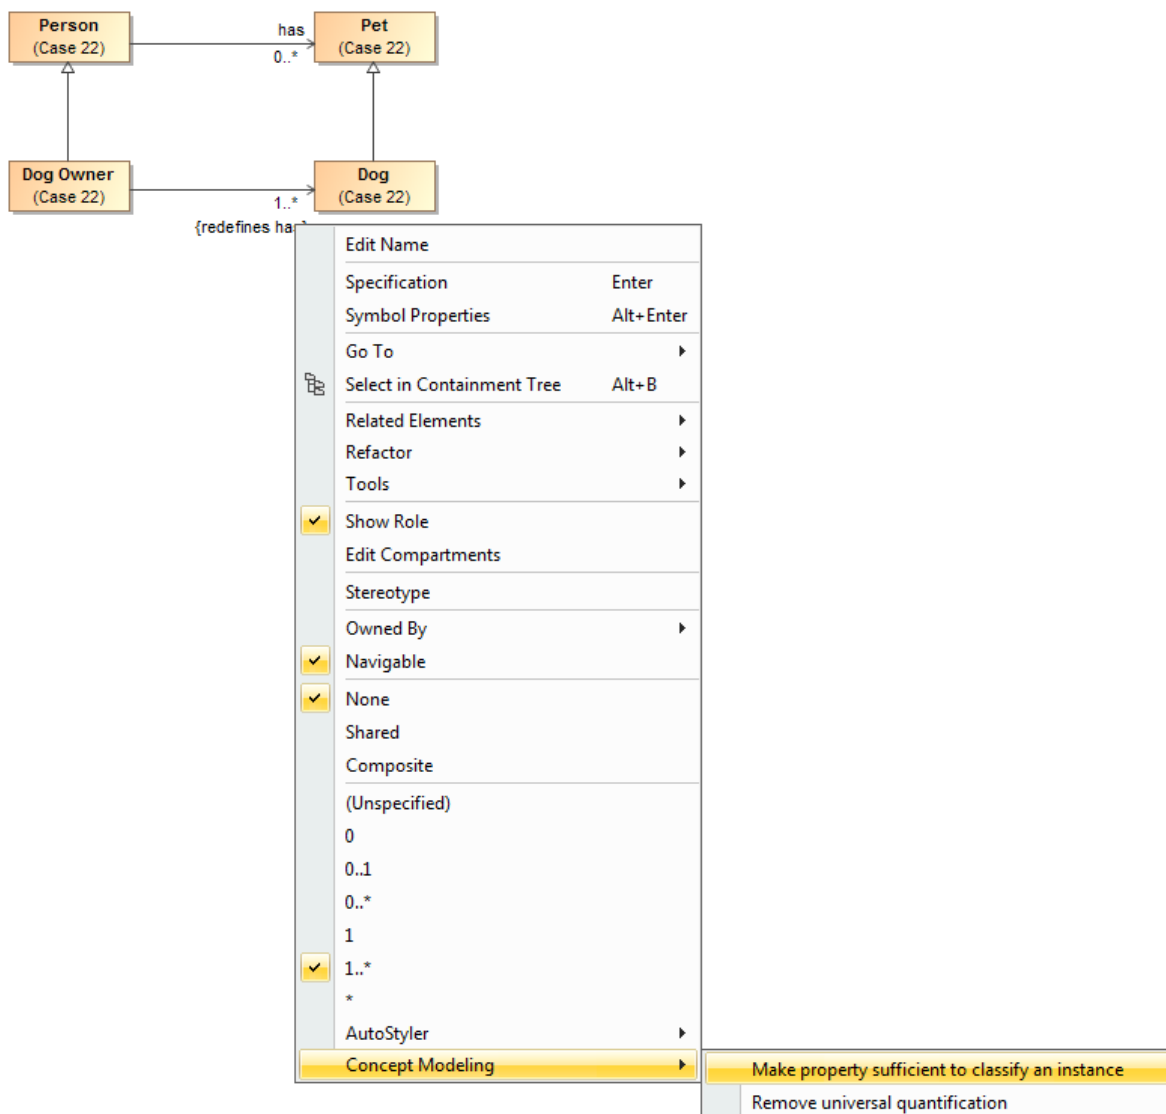 Person
(Case 22)
has
0..*
Pet
(Case 22)
Dog Owner
(Case 22)
1..*
{redefines has}
Dog
(Case 22)
Edit Name
Specification Enter
Symbol Properties Alt+Enter
Go To
Select in Containment Tree Alt+B
Related Elements
Refactor
Tools
Show Role
Edit Compartments
Stereotype
Owned By
Navigable
None
Shared
Composite
(Unspecified)
0
0..1
0..*
1
1..*
*
AutoStyler
Concept Modeling
Make property sufficient to classify an instance
Remove universal quantification